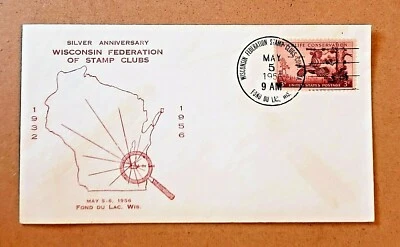 SILVER ANNIVERSARY
WISCONSIN FEDERATION
OF STAMP CLUBS
1932
1956
MAY 5-6, 1956
FOND DU LAC, WIS.
WISCONSIN FEDERATION STAMP CLUBS
MAY
5
9 AM
FOND DU LAC, WIS.
LIFE CONSERVATION
UNITED STATES POSTAGE
3¢